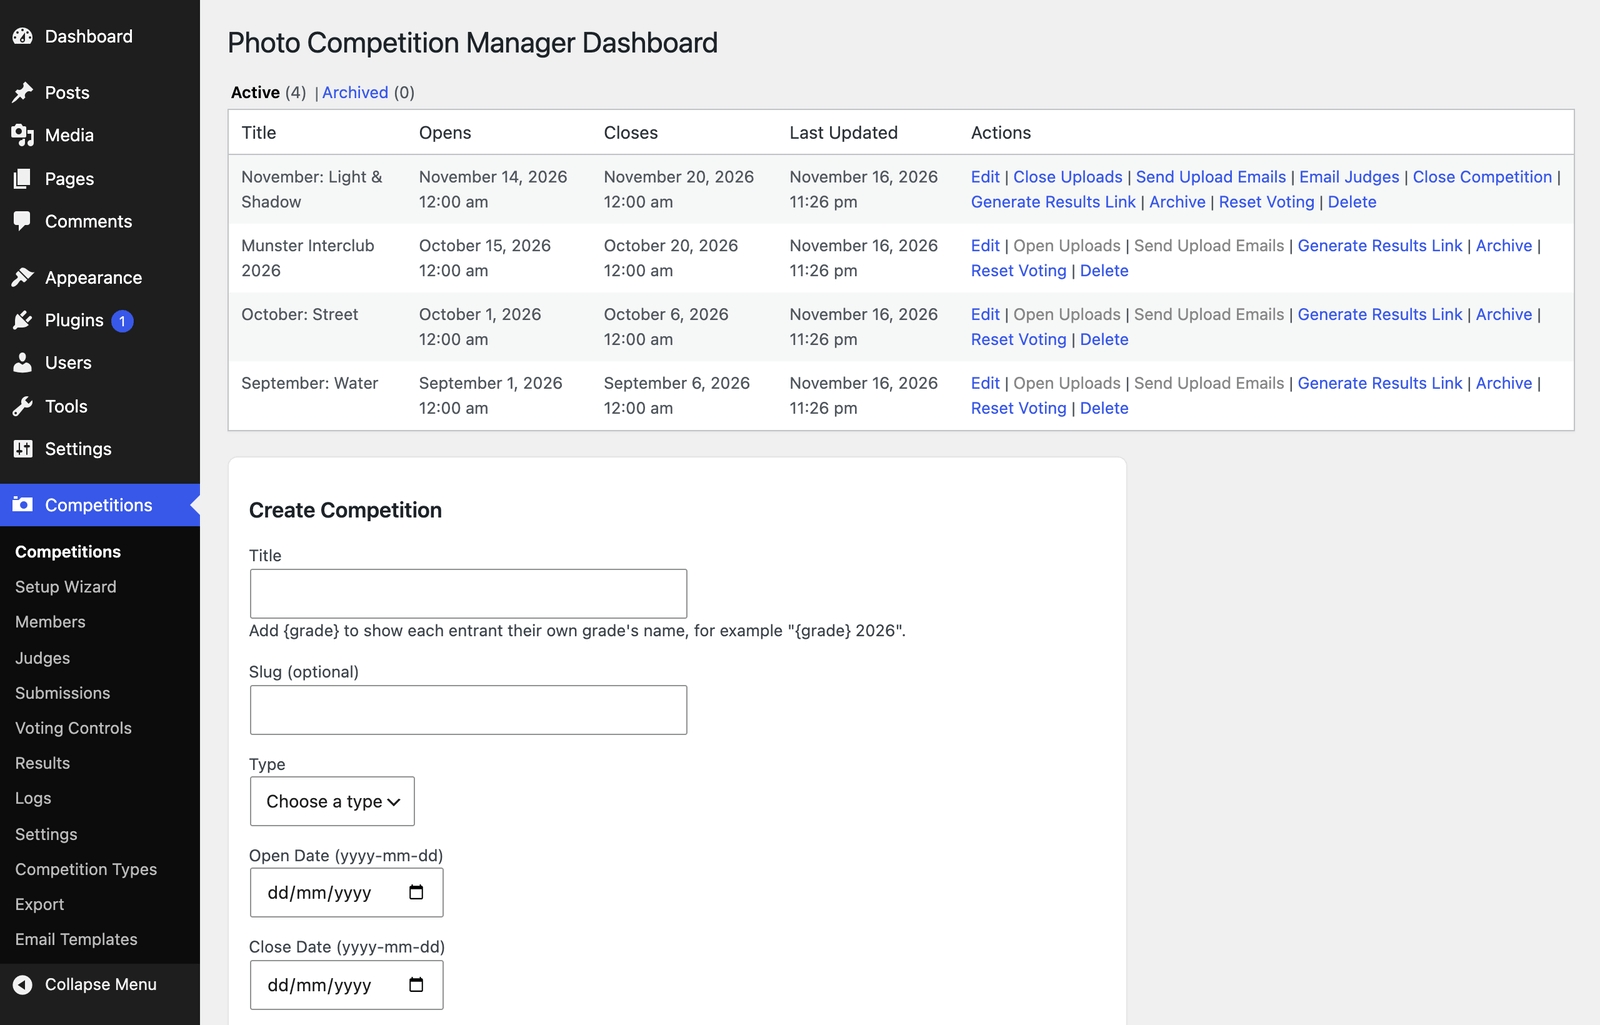 Dashboard
Posts
Media
Pages
Comments
Appearance
Plugins 1
Users
Tools
Settings
Competitions
Competitions
Setup Wizard
Members
Judges
Submissions
Voting Controls
Results
Logs
Settings
Competition Types
Export
Email Templates
Collapse Menu
Photo Competition Manager Dashboard
Active (4) | Archived (0)
Title Opens Closes Last Updated Actions
November: Light & November 14, 2026 November 20, 2026 November 16, 2026 Edit | Close Uploads | Send Upload Emails | Email Judges | Close Competition |
Shadow 12:00 am 12:00 am 11:26 pm Generate Results Link | Archive | Reset Voting | Delete
Munster Interclub October 15, 2026 October 20, 2026 November 16, 2026 Edit | Open Uploads | Send Upload Emails | Generate Results Link | Archive |
2026 12:00 am 12:00 am 11:26 pm Reset Voting | Delete
October: Street October 1, 2026 October 6, 2026 November 16, 2026 Edit | Open Uploads | Send Upload Emails | Generate Results Link | Archive |
12:00 am 12:00 am 11:26 pm Reset Voting | Delete
September: Water September 1, 2026 September 6, 2026 November 16, 2026 Edit | Open Uploads | Send Upload Emails | Generate Results Link | Archive |
12:00 am 12:00 am 11:26 pm Reset Voting | Delete
Create Competition
Title
Add {grade} to show each entrant their own grade's name, for example "{grade} 2026".
Slug (optional)
Type
Choose a type
Open Date (yyyy-mm-dd)
dd/mm/yyyy
Close Date (yyyy-mm-dd)
dd/mm/yyyy